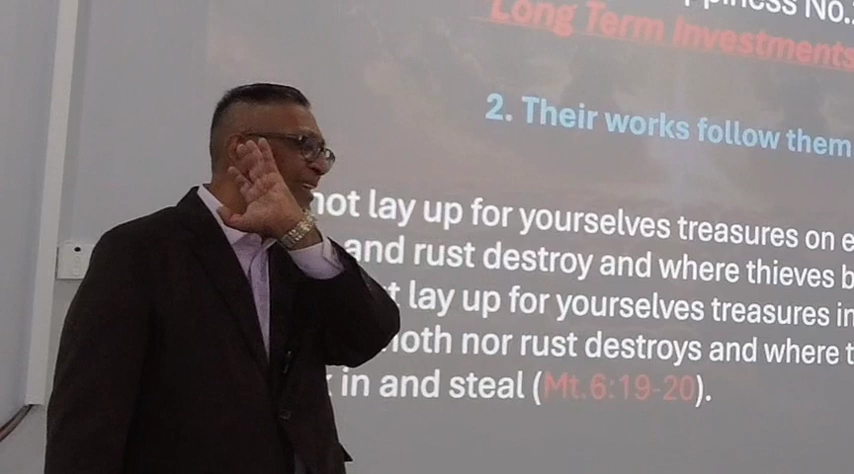 No.
Long Term Investments
2. Their works follow them
not lay up for yourselves treasures on
and rust destroy and where thieves
lay up for yourselves treasures in
nor rust destroys and where
in and steal (Mt.6:19-20).